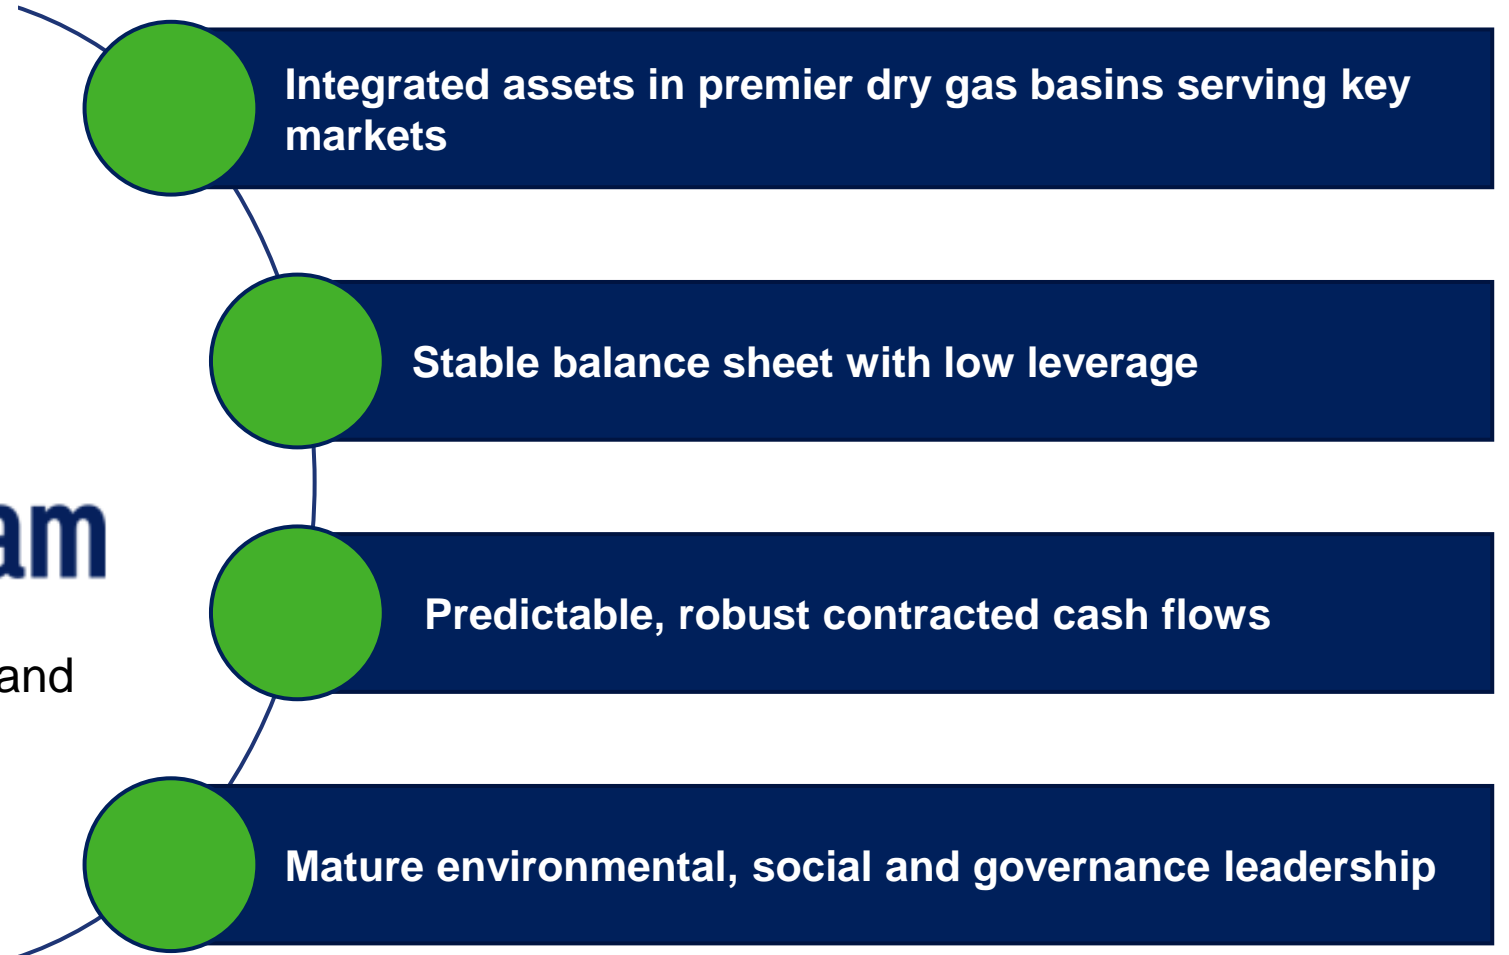 Integrated assets in premier dry gas basins serving key
markets
Stable balance sheet with low leverage
am
Predictable, robust contracted cash flows
and
Mature environmental, social and governance leadership